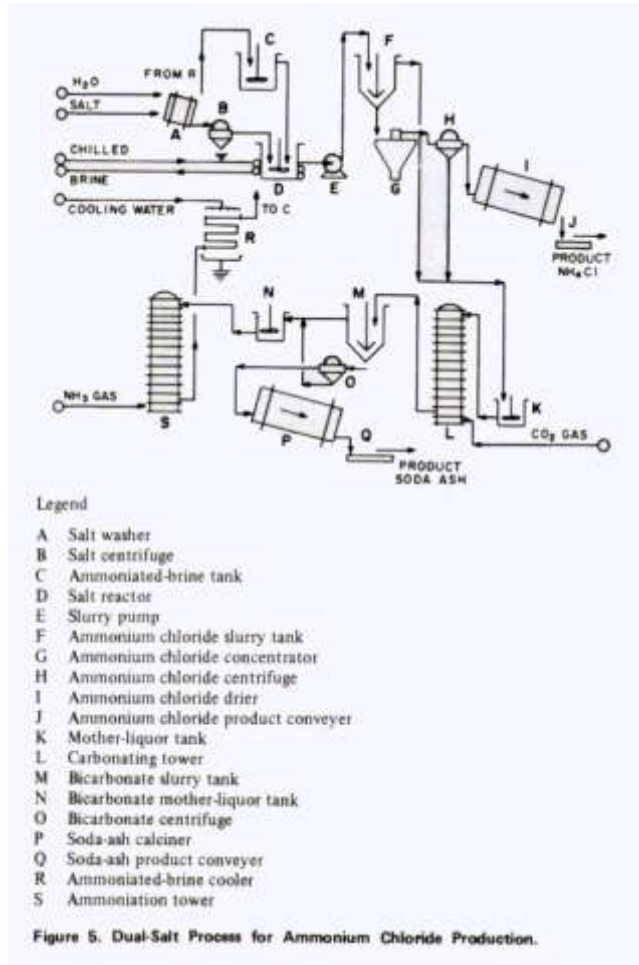 C
F
FROM R
H₂O
SALT
B
H
A
I
CHILLED
BRINE
D
E
G
COOLING WATER
TO C
J
R
PRODUCT
NH₄Cl
N
M
O
K
NH₃ GAS
S
P
Q
L
CO₂ GAS
PRODUCT
SODA ASH
Legend
A Salt washer
B Salt centrifuge
C Ammoniated-brine tank
D Salt reactor
E Slurry pump
F Ammonium chloride slurry tank
G Ammonium chloride concentrator
H Ammonium chloride centrifuge
I Ammonium chloride drier
J Ammonium chloride product conveyer
K Mother-liquor tank
L Carbonating tower
M Bicarbonate slurry tank
N Bicarbonate mother-liquor tank
O Bicarbonate centrifuge
P Soda-ash calciner
Q Soda-ash product conveyer
R Ammoniated-brine cooler
S Ammoniation tower
Figure 5. Dual-Salt Process for Ammonium Chloride Production.